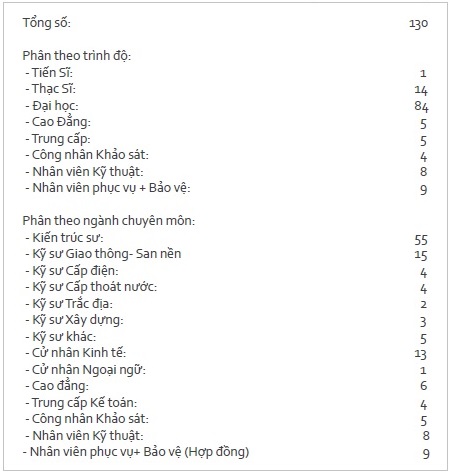 Tổng số: 130
Phân theo trình độ:
- Tiến Sĩ: 1
- Thạc Sĩ: 14
- Đại học: 84
- Cao Đẳng: 5
- Trung cấp: 5
- Công nhân Khảo sát: 4
- Nhân viên Kỹ thuật: 8
- Nhân viên phục vụ + Bảo vệ: 9
Phân theo ngành chuyên môn:
- Kiến trúc sư: 55
- Kỹ sư Giao thông- San nền 15
- Kỹ sư Cấp điện: 4
- Kỹ sư Cấp thoát nước: 4
- Kỹ sư Trắc địa: 2
- Kỹ sư Xây dựng: 3
- Kỹ sư khác: 5
- Cử nhân Kinh tế: 13
- Cử nhân Ngoại ngữ: 1
- Cao đẳng: 6
- Trung cấp Kế toán: 4
- Công nhân Khảo sát: 5
- Nhân viên Kỹ thuật: 8
- Nhân viên phục vụ+ Bảo vệ (Hợp đồng) 9